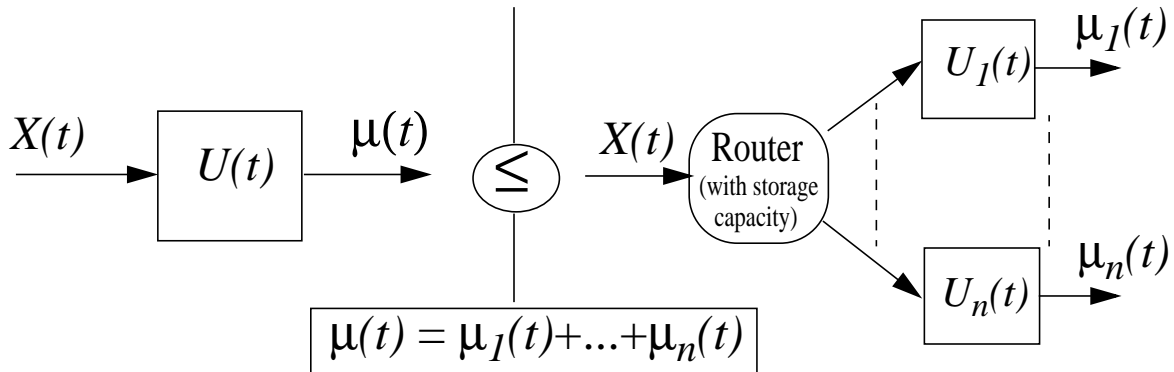 X(t)
U(t)
μ(t)
≤
X(t)
Router
(with storage
capacity)
U₁(t)
μ₁(t)
Uₙ(t)
μₙ(t)
μ(t) = μ₁(t)+...+μₙ(t)